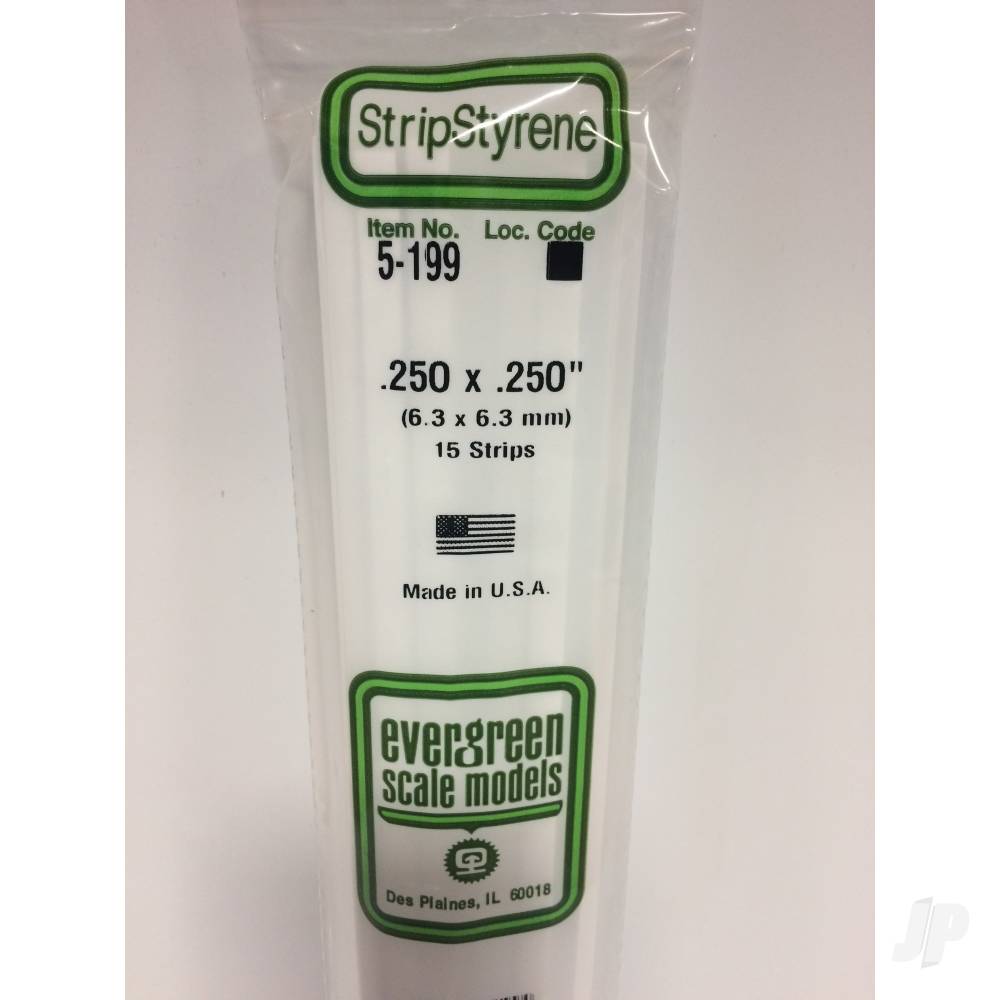 StripStyrene
Item No. Loc. Code
5-199
.250 x .250"
(6.3 x 6.3 mm)
15 Strips
Made in U.S.A.
evergreen
scale models
Des Plaines, IL 60018
JP